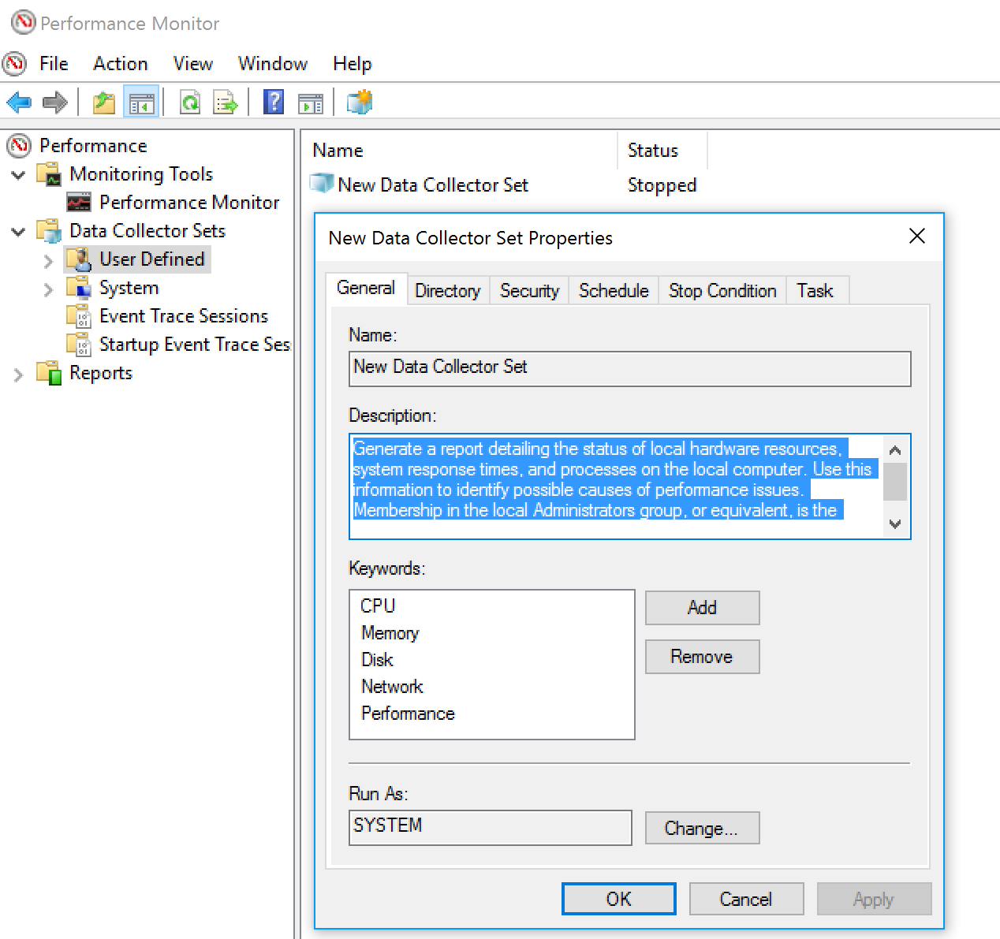 Performance Monitor
File Action View Window Help
Performance
Monitoring Tools
Performance Monitor
Data Collector Sets
User Defined
System
Event Trace Sessions
Startup Event Trace Ses
Reports
Name Status
New Data Collector Set Stopped
New Data Collector Set Properties
General Directory Security Schedule Stop Condition Task
Name:
New Data Collector Set
Description:
Generate a report detailing the status of local hardware resources,
system response times, and processes on the local computer. Use this
information to identify possible causes of performance issues.
Membership in the local Administrators group, or equivalent, is the
Keywords:
CPU
Memory
Disk
Network
Performance
Add
Remove
Run As:
SYSTEM
Change...
OK Cancel Apply